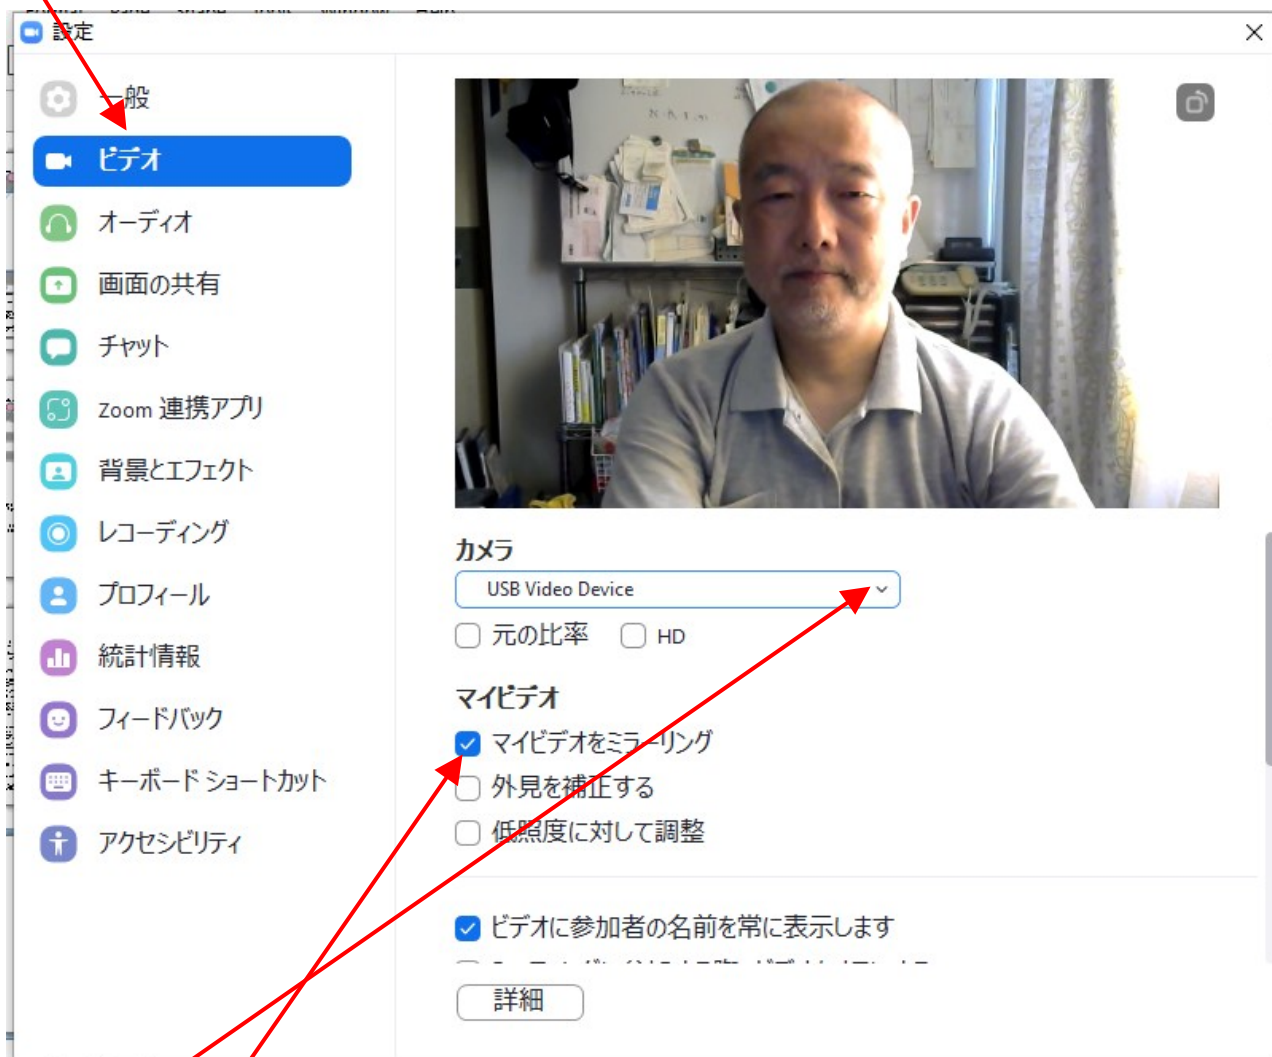 設定
一般
ビデオ
オーディオ
画面の共有
チャット
Zoom 連携アプリ
背景とエフェクト
レコーディング
プロフィール
統計情報
フィードバック
キーボード ショートカット
アクセシビリティ
カメラ
USB Video Device
元の比率 HD
マイビデオ
マイビデオをミラーリング
外見を補正する
低照度に対して調整
ビデオに参加者の名前を常に表示します
詳細